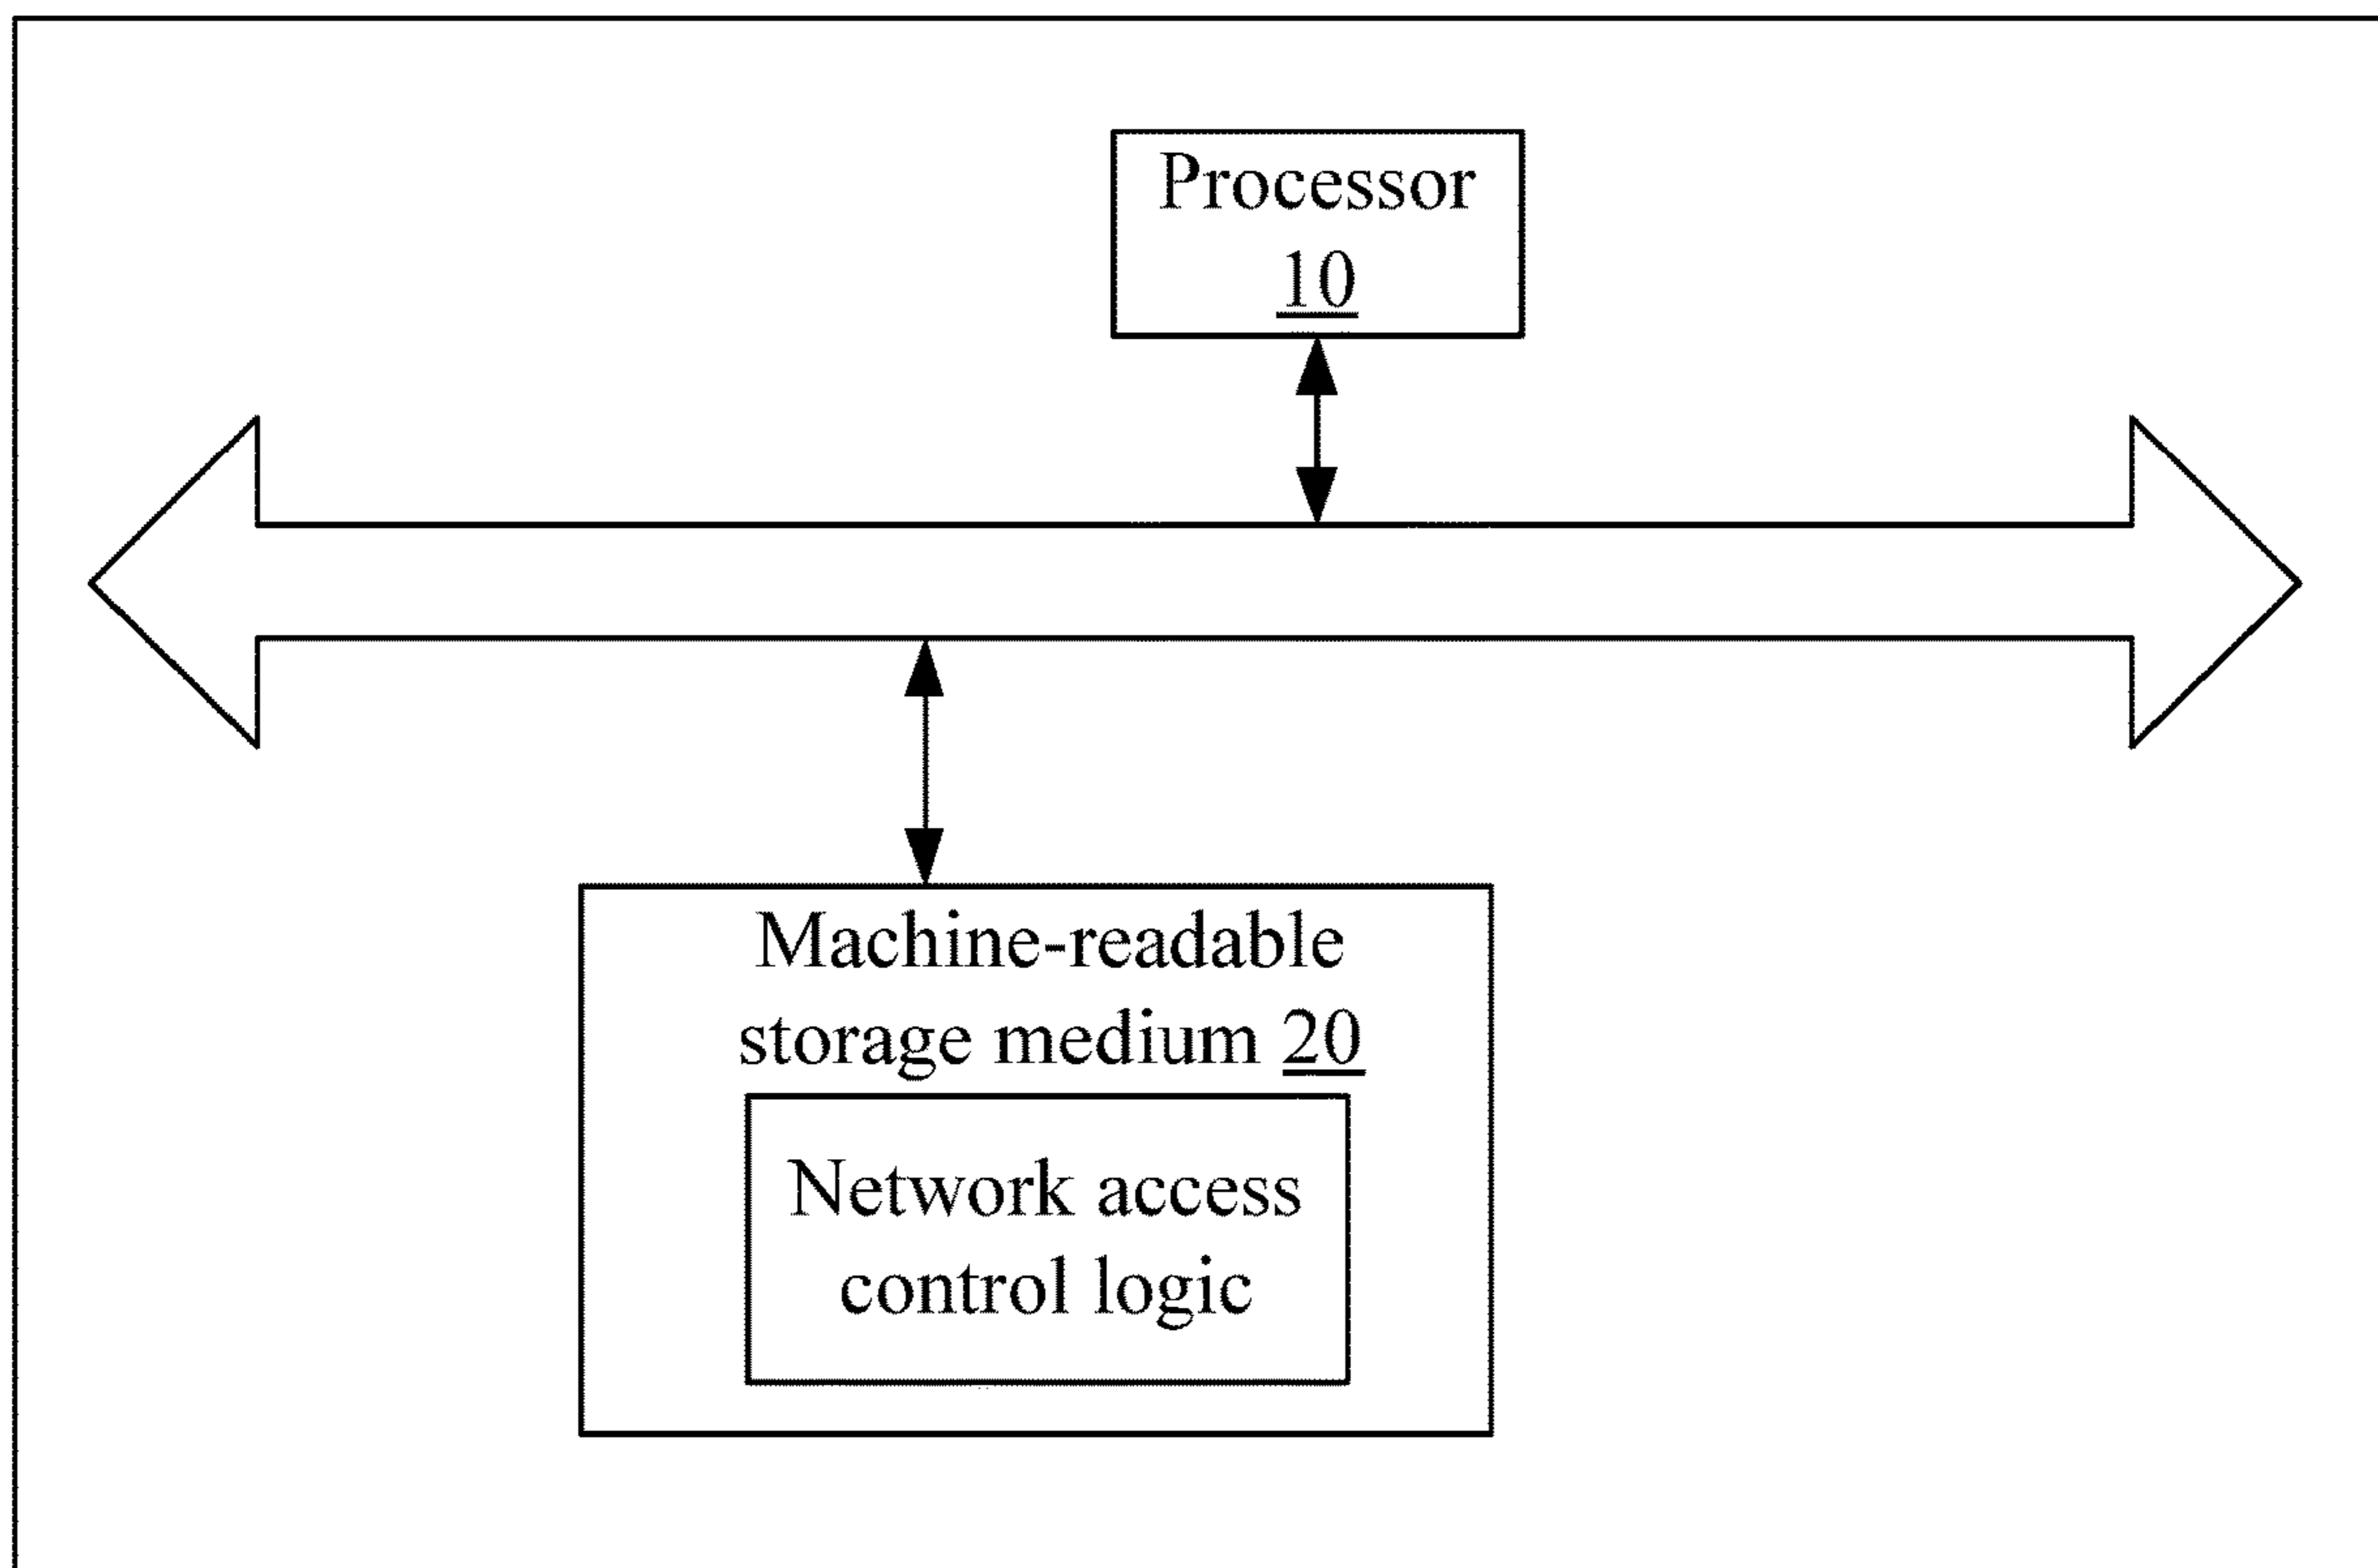 Processor
10
Machine-readable
storage medium 20
Network access
control logic